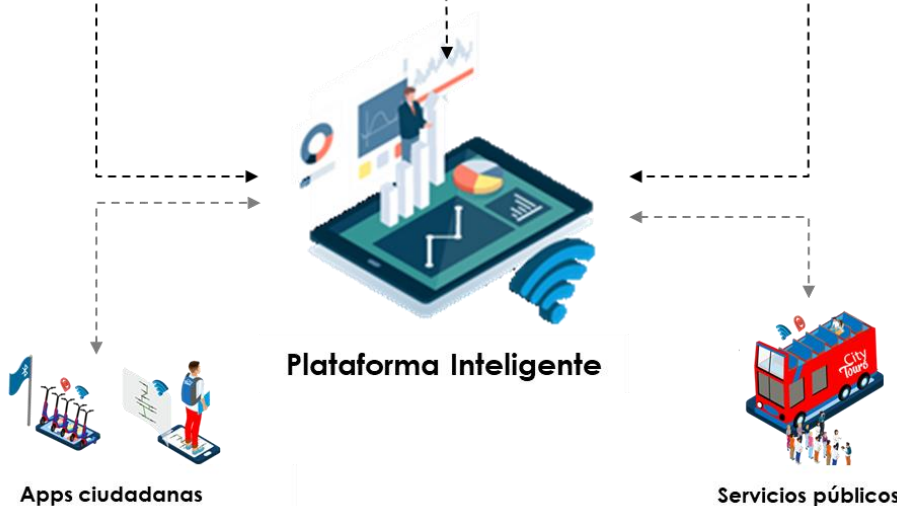 Plataforma Inteligente
City
Tours
Apps ciudadanas
Servicios públicos